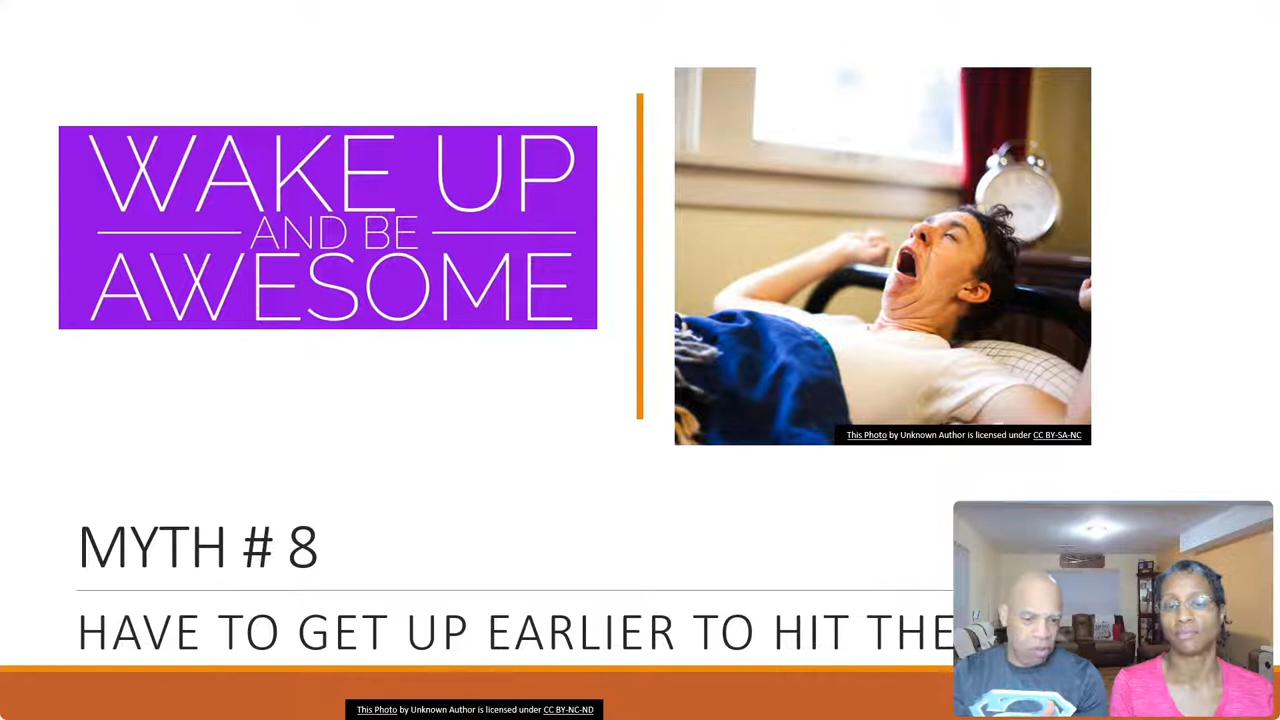 WAKE UP
AND BE
AWESOME
This Photo by Unknown Author is licensed under CC BY-SA-NC
MYTH # 8
HAVE TO GET UP EARLIER TO HIT THE
This Photo by Unknown Author is licensed under CC BY-NC-ND